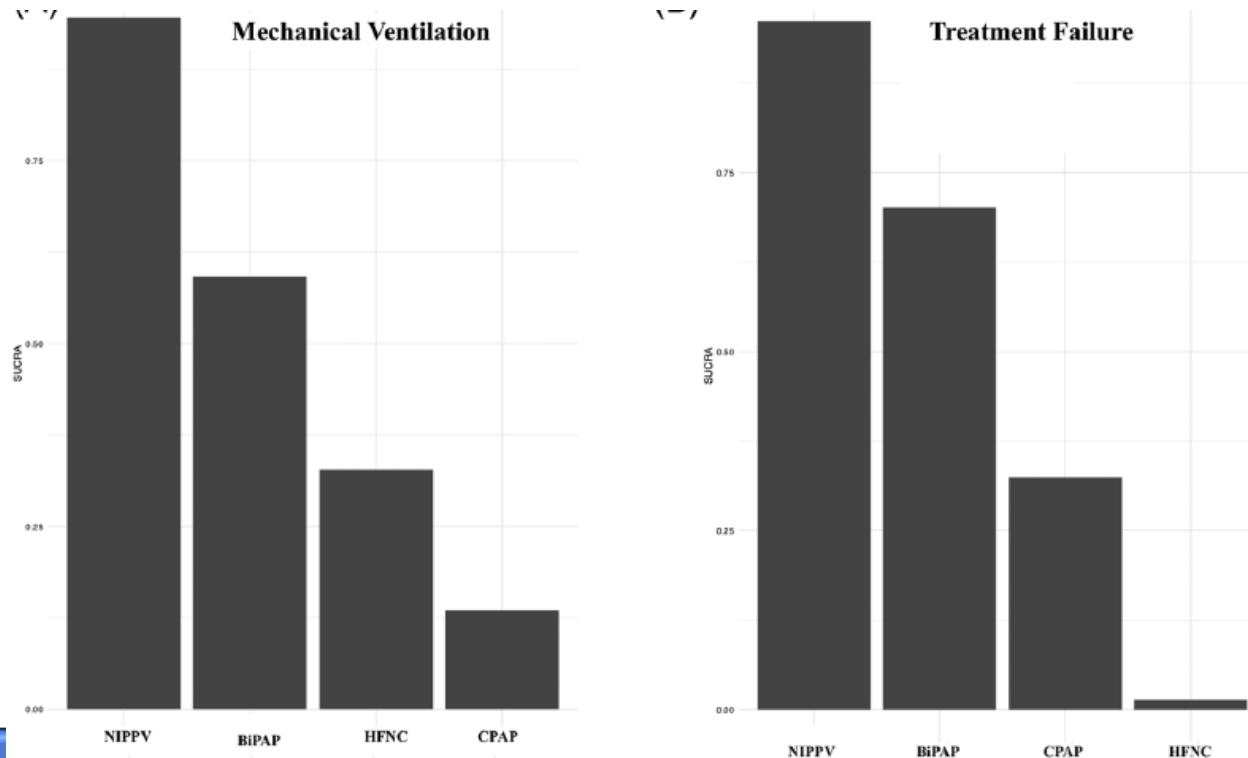 Mechanical Ventilation
0.75
0.50
0.25
0.00
SUCRA
NIPPV
BiPAP
HFNC
CPAP
Treatment Failure
0.75
0.50
0.25
0.00
SUCRA
NIPPV
BiPAP
CPAP
HFNC